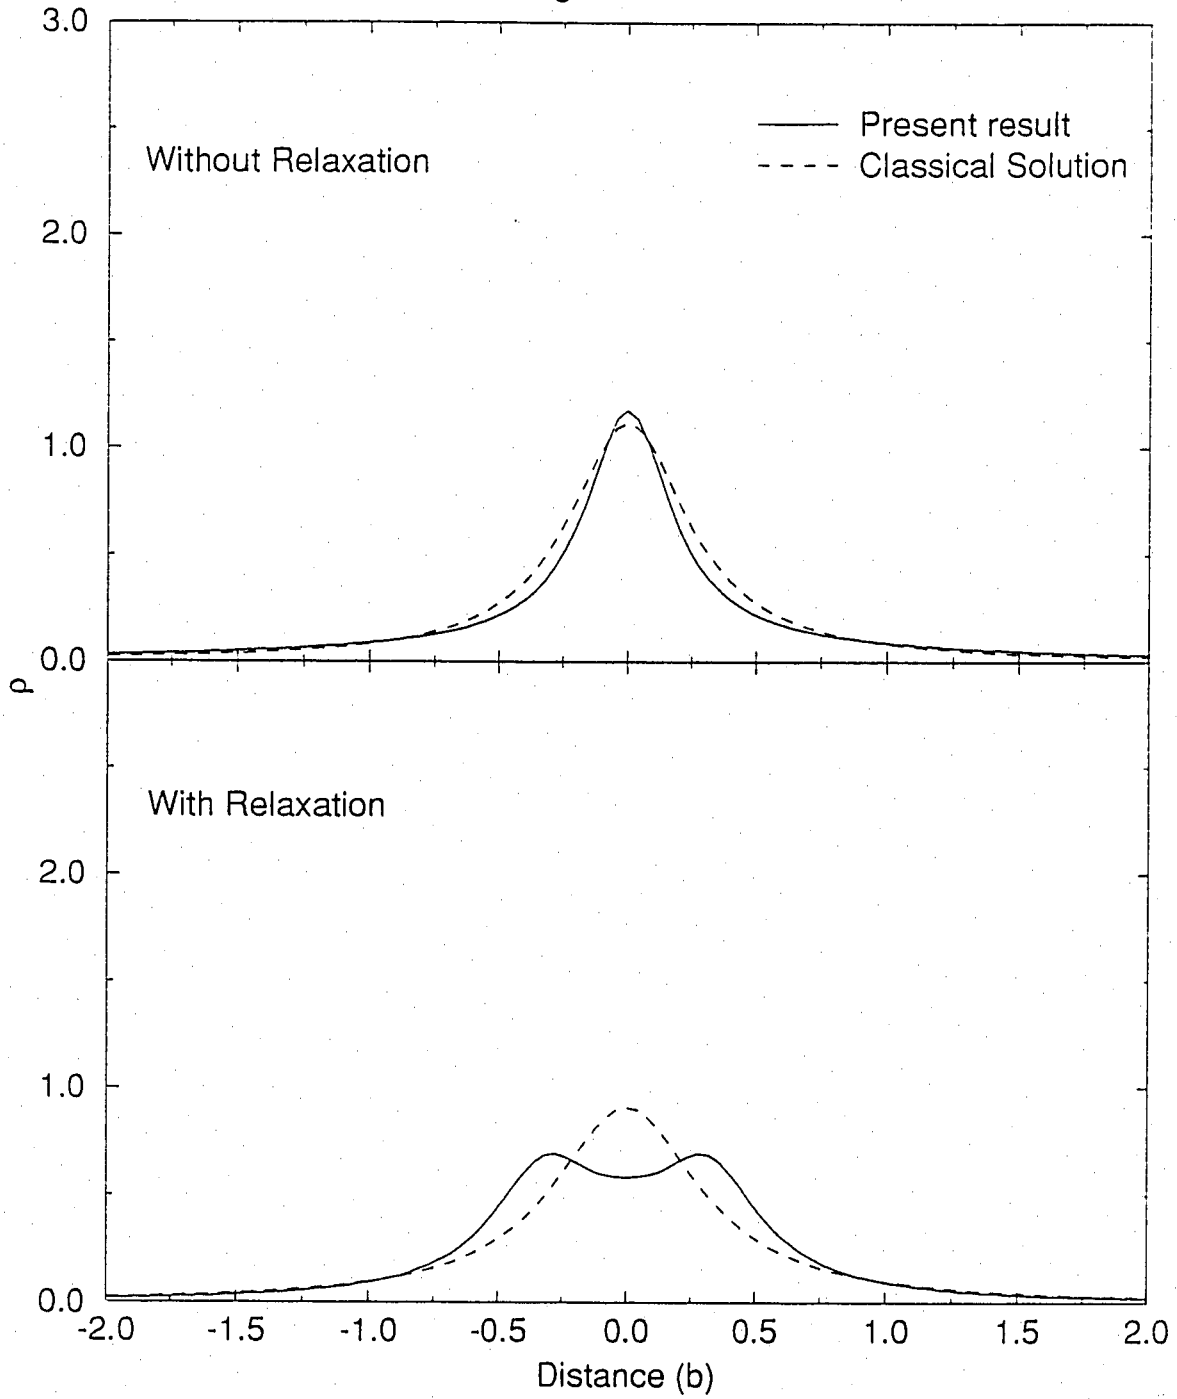 3.0
Present result
Without Relaxation
Classical Solution
2.0
1.0
0.0
ρ
With Relaxation
2.0
1.0
0.0
-2.0 -1.5 -1.0 -0.5 0.0 0.5 1.0 1.5 2.0
Distance (b)